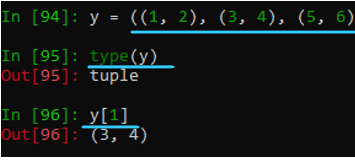 In [94]: y = ((1, 2), (3, 4), (5, 6)
In [95]: type(y)
Out[95]: tuple
In [96]: y[1]
Out[96]: (3, 4)